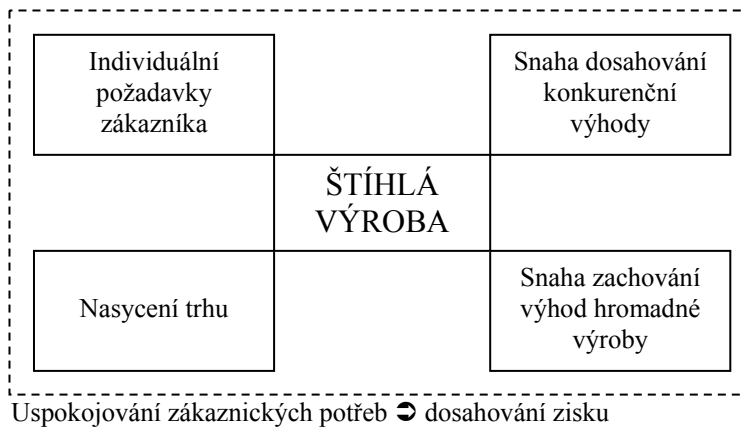 Individuální
požadavky
zákazníka
Snaha dosahování
konkurenční
výhody
ŠTÍHLÁ
VÝROBA
Nasycení trhu
Snaha zachování
výhod hromadné
výroby
Uspokojování zákaznických potřeb ➲ dosahování zisku